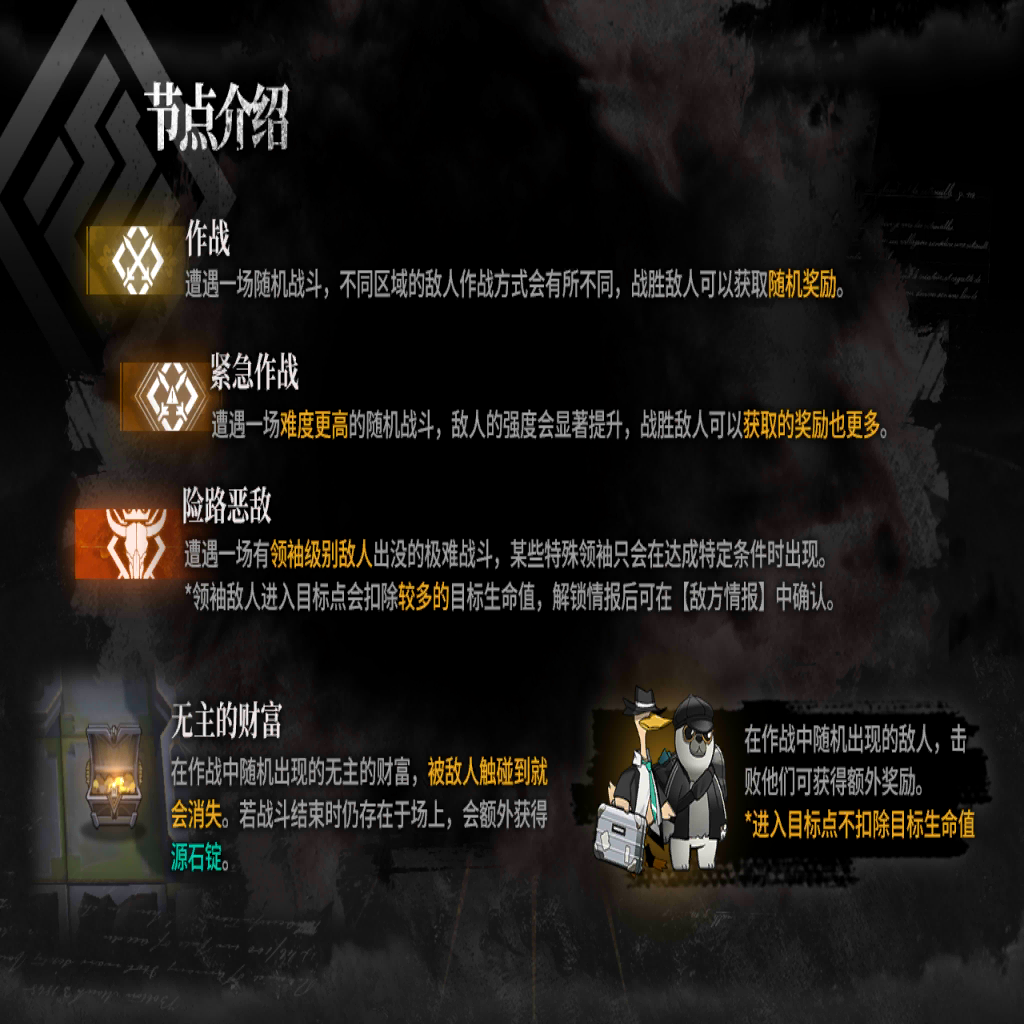 节点介绍
作战
遭遇一场随机战斗，不同区域的敌人作战方式会有所不同，战胜敌人可以获取随机奖励。
紧急作战
遭遇一场难度更高的随机战斗，敌人的强度会显著提升，战胜敌人可以获取的奖励也更多。
险路恶敌
遭遇一场有领袖级别敌人出没的极难战斗，某些特殊领袖只会在达成特定条件时出现。
*领袖敌人进入目标点会扣除较多的目标生命值，解锁情报后可在【敌方情报】中确认。
无主的财富
在作战中随机出现的无主的财富，被敌人触碰到就
会消失。若战斗结束时仍存在于场上，会额外获得
源石锭。
在作战中随机出现的敌人，击
败他们可获得额外奖励。
*进入目标点不扣除目标生命值